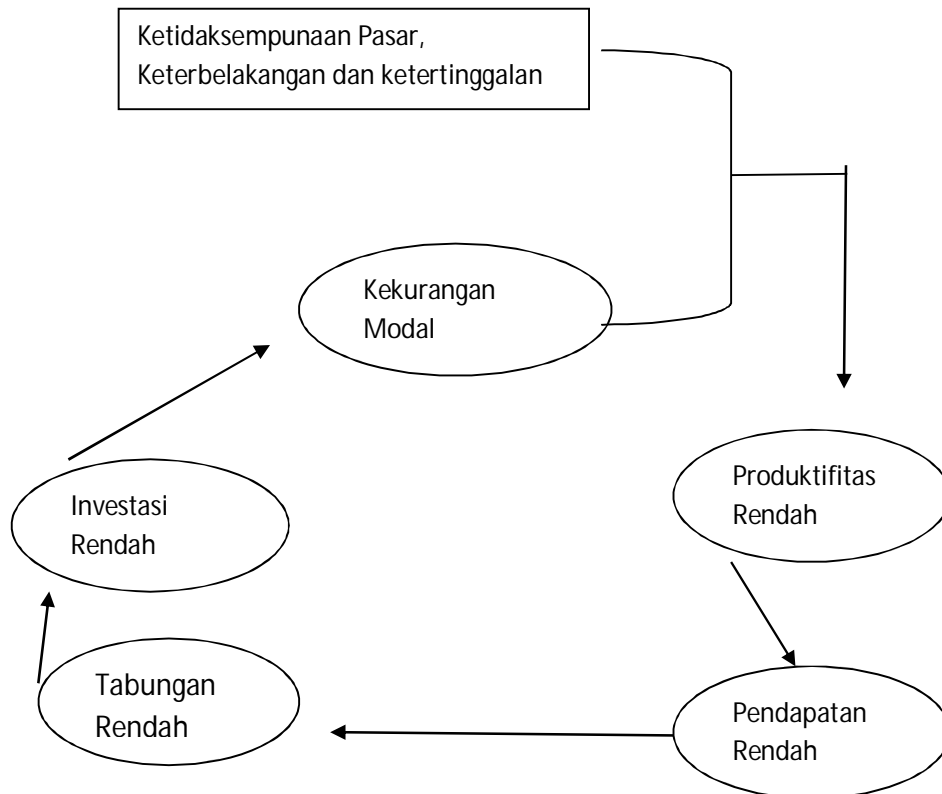 Ketidaksempunaan Pasar,
Keterbelakangan dan ketertinggalan
Kekurangan
Modal
Produktifitas
Rendah
Investasi
Rendah
Tabungan
Rendah
Pendapatan
Rendah